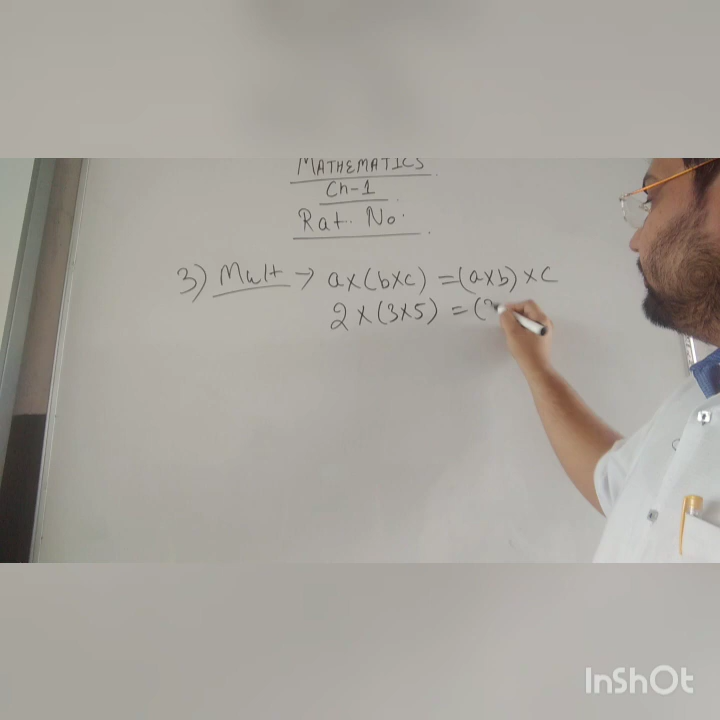 MATHEMATICS
Ch-1
Rat. No.
3) Mult → a×(b×c) = (a×b)×c
2×(3×5) = (
InShOt